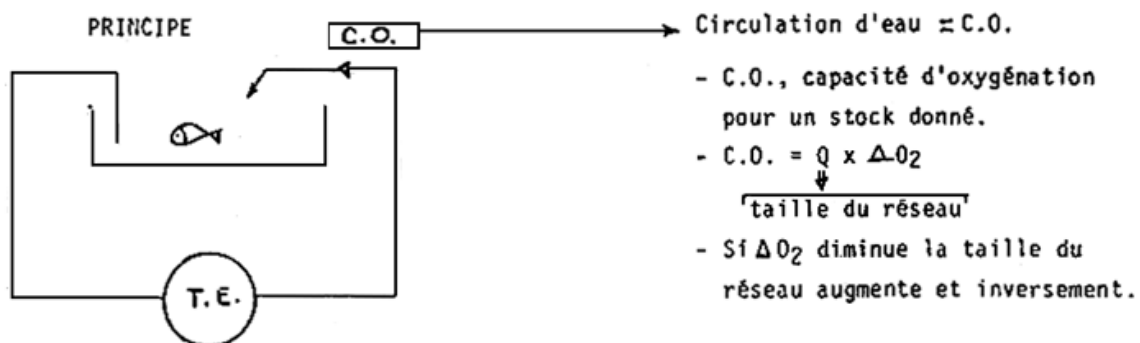 PRINCIPE
C.O.
T.E.
Circulation d'eau ≍ C.O.
- C.O., capacité d'oxygénation
pour un stock donné.
- C.O. = Q x ΔO2
taille du réseau
- Si ΔO2 diminue la taille du
réseau augmente et inversement.